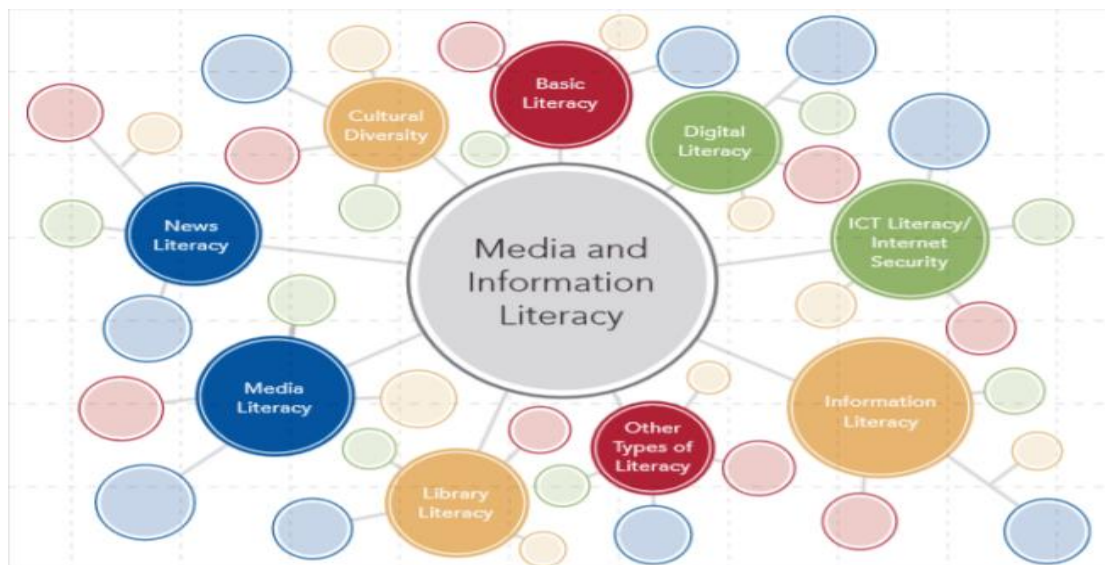 Basic
Literacy
Cultural
Diversity
Digital
Literacy
News
Literacy
ICT Literacy/
Internet
Security
Media and
Information
Literacy
Media
Literacy
Information
Literacy
Other
Types of
Literacy
Library
Literacy